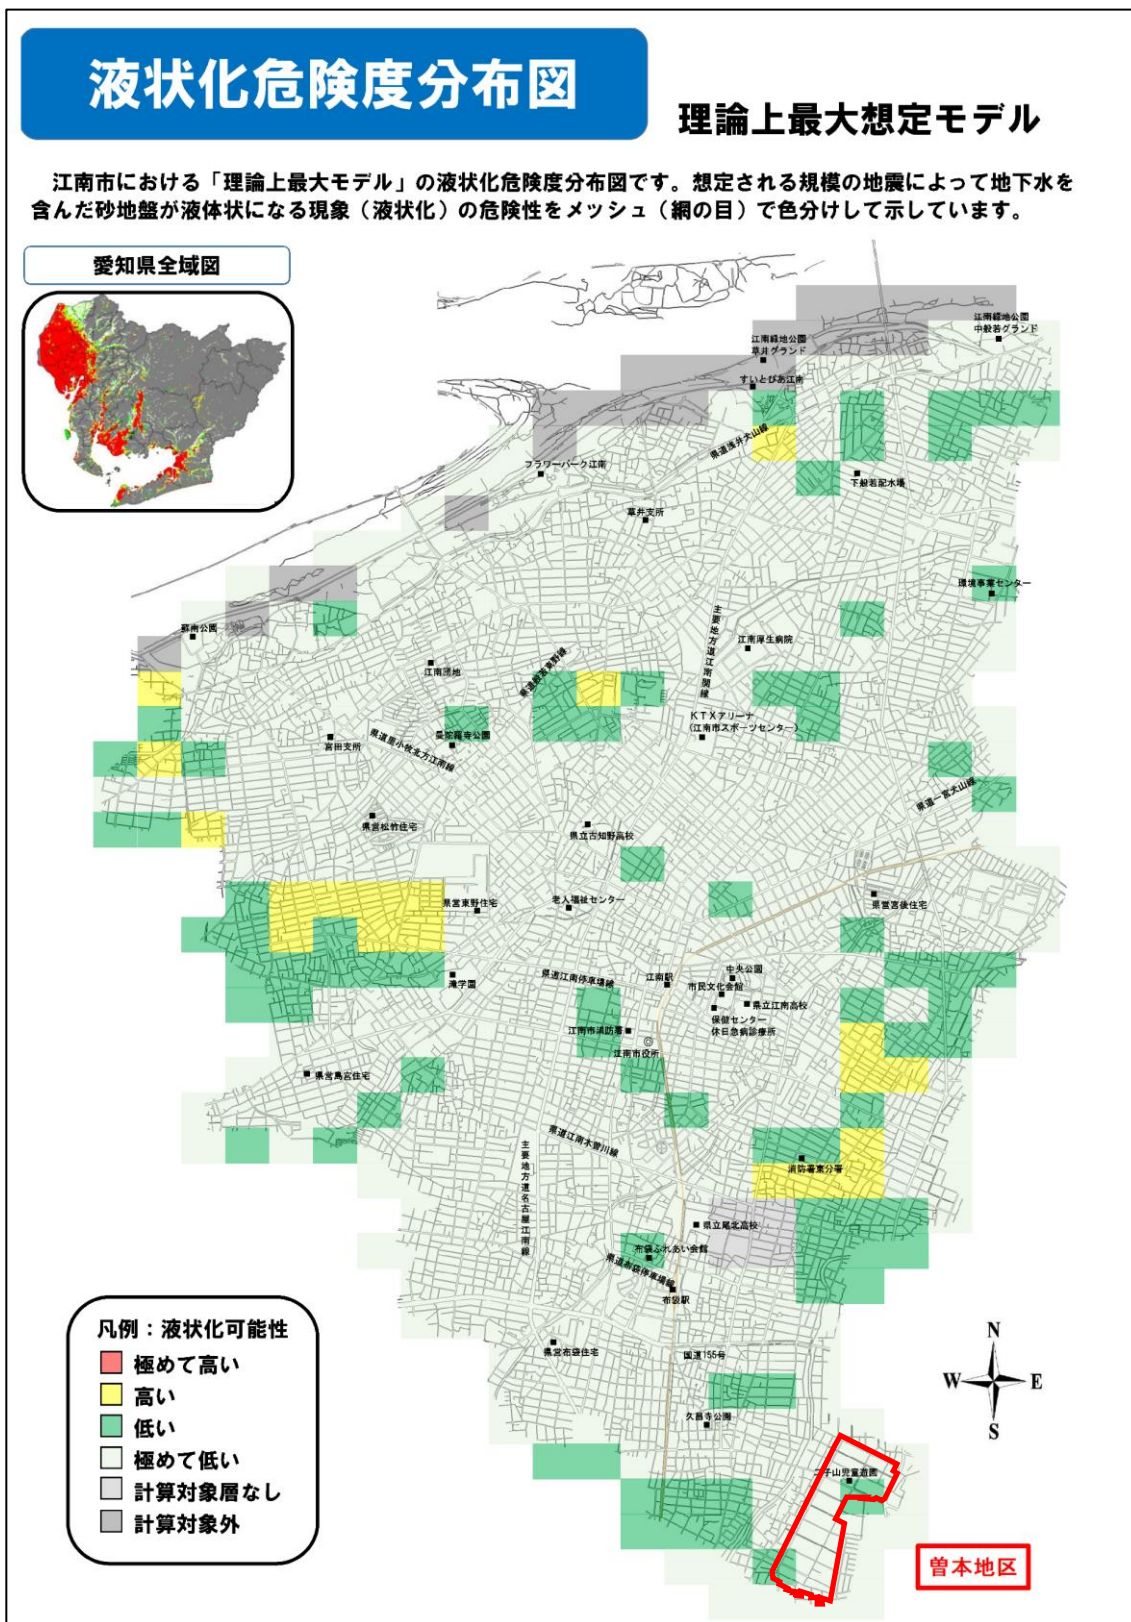 液状化危険度分布図
理論上最大想定モデル
江南市における「理論上最大モデル」の液状化危険度分布図です。想定される規模の地震によって地下水を
含んだ砂地盤が液体状になる現象（液状化）の危険性をメッシュ（網の目）で色分けして示しています。
愛知県全域図
江南緑地公園
中般若グランド
江南緑地公園
草井グランド
すいとぴあ江南
県道浅井犬山線
フラワーパーク江南
下般若配水場
草井支所
環境事業センター
蘇南公園
主要地方道江南関線
江南厚生病院
江南団地
県道般若東野線
KTXアリーナ
（江南市スポーツセンター）
曼陀羅寺公園
宮田支所
県道里小牧北方江南線
県道一宮犬山線
県営松竹住宅
県立古知野高校
県営宮後住宅
県営東野住宅
老人福祉センター
滝学園
県道江南停車場線
江南駅
中央公園
市民文化会館
県立江南高校
保健センター
休日急病診療所
江南市消防署
江南市役所
県営島宮住宅
県道江南木曽川線
主要地方道名古屋江南線
消防署東分署
県立尾北高校
布袋ふれあい会館
県道布袋停車場線
布袋駅
県営布袋住宅
国道155号
久昌寺公園
二子山児童遊園
曽本地区
N
W
E
S
凡例：液状化可能性
極めて高い
高い
低い
極めて低い
計算対象層なし
計算対象外